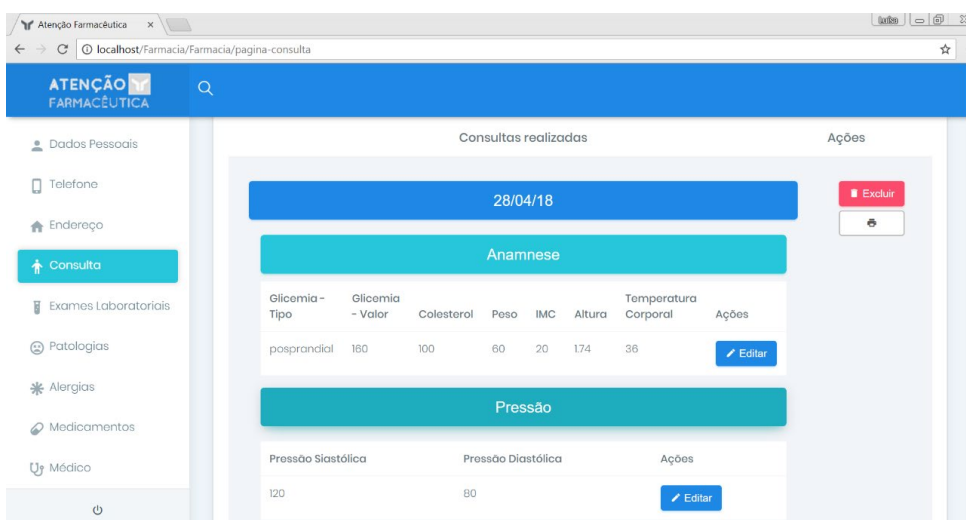 Atenção Farmacêutica
localhost/Farmacia/Farmacia/pagina-consulta
ATENÇÃO
FARMACÊUTICA
Dados Pessoais
Telefone
Endereço
Consulta
Exames Laboratoriais
Patologias
Alergias
Medicamentos
Médico
Consultas realizadas Ações
28/04/18 Excluir
Anamnese
Glicemia - Glicemia Temperatura
Tipo - Valor Colesterol Peso IMC Altura Corporal Ações
posprandial 160 100 60 20 1.74 36 Editar
Pressão
Pressão Siastólica Pressão Diastólica Ações
120 80 Editar